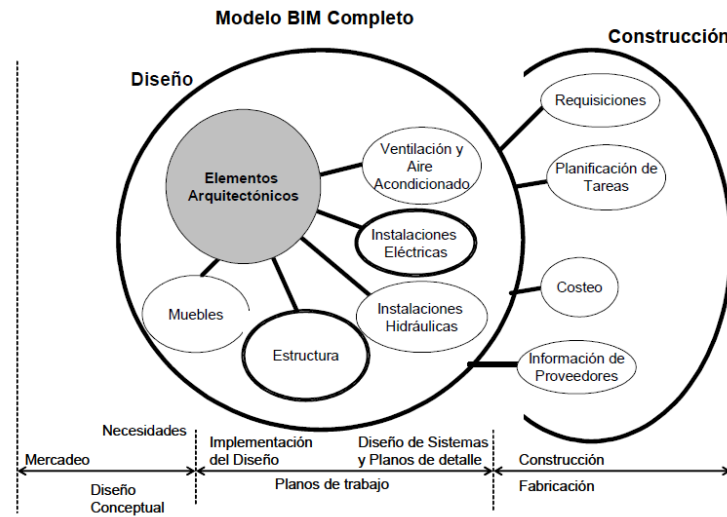 Modelo BIM Completo
Construcción
Diseño
Requisiciones
Ventilación y
Aire
Acondicionado
Planificación de
Tareas
Elementos
Arquitectónicos
Instalaciones
Eléctricas
Costeo
Muebles
Instalaciones
Hidráulicas
Estructura
Información de
Proveedores
Necesidades
Implementación
del Diseño
Diseño de Sistemas
y Planos de detalle
Mercadeo
Construcción
Diseño
Conceptual
Planos de trabajo
Fabricación